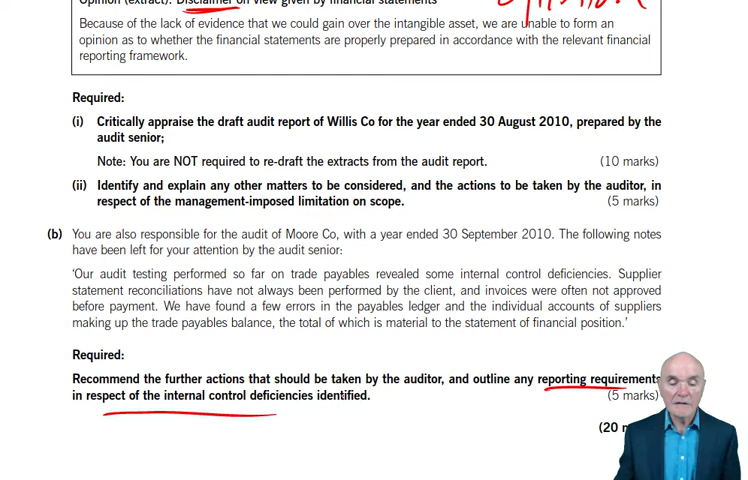 Opinion (extract): Disclaimer on view given by financial statements
Because of the lack of evidence that we could gain over the intangible asset, we are unable to form an
opinion as to whether the financial statements are properly prepared in accordance with the relevant financial
reporting framework.
Required:
(i) Critically appraise the draft audit report of Willis Co for the year ended 30 August 2010, prepared by the
audit senior;
Note: You are NOT required to re-draft the extracts from the audit report. (10 marks)
(ii) Identify and explain any other matters to be considered, and the actions to be taken by the auditor, in
respect of the management-imposed limitation on scope. (5 marks)
(b) You are also responsible for the audit of Moore Co, with a year ended 30 September 2010. The following notes
have been left for your attention by the audit senior:
‘Our audit testing performed so far on trade payables revealed some internal control deficiencies. Supplier
statement reconciliations have not always been performed by the client, and invoices were often not approved
before payment. We have found a few errors in the payables ledger and the individual accounts of suppliers
making up the trade payables balance, the total of which is material to the statement of financial position.’
Required:
Recommend the further actions that should be taken by the auditor, and outline any reporting requirements
in respect of the internal control deficiencies identified. (5 marks)
(20